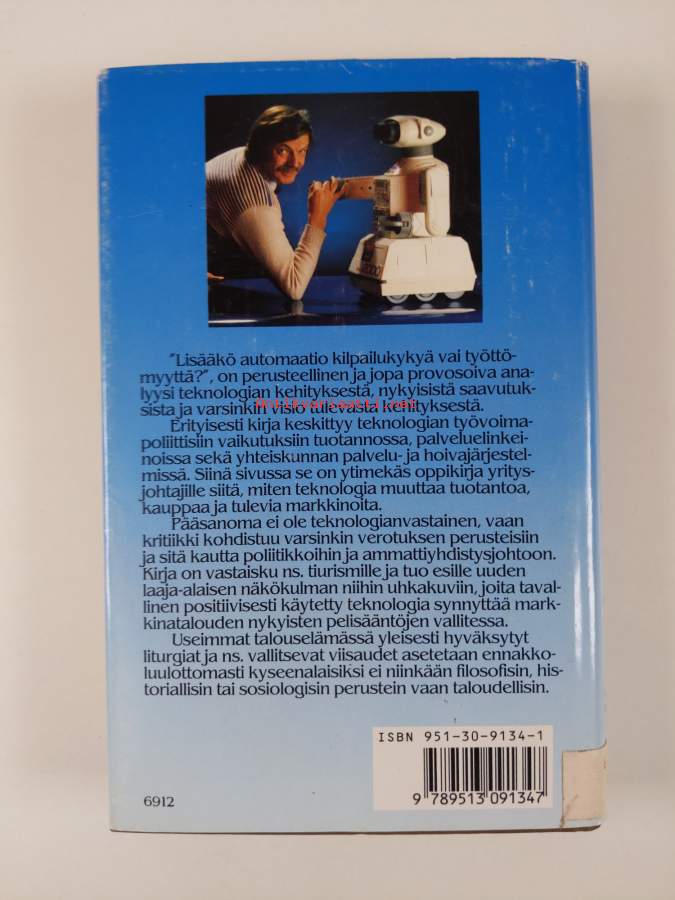 2000
"Lisääkö automaatio kilpailukykyä vai työttö-
myyttä?", on perusteellinen ja jopa provosoiva ana-
lyysi teknologian kehityksestä, nykyisistä saavutuk-
sista ja varsinkin visio tulevasta kehityksestä.
Antikvariaatti.net
Erityisesti kirja keskittyy teknologian työvoima-
poliittisiin vaikutuksiin tuotannossa, palveluelinkei-
noissa sekä yhteiskunnan palvelu- ja hoivajärjestel-
missä. Siinä sivussa se on ytimekäs oppikirja yritys-
johtajille siitä, miten teknologia muuttaa tuotantoa,
kauppaa ja tulevia markkinoita.
Pääsanoma ei ole teknologianvastainen, vaan
kritiikki kohdistuu varsinkin verotuksen perusteisiin
ja sitä kautta poliitikkoihin ja ammattiyhdistysjohtoon.
Kirja on vastaisku ns. tiurismille ja tuo esille uuden
laaja-alaisen näkökulman niihin uhkakuviin, joita taval-
linen positiivisesti käytetty teknologia synnyttää mark-
kinatalouden nykyisten pelisääntöjen vallitessa.
Useimmat talouselämässä yleisesti hyväksytyt
liturgiat ja ns. vallitsevat viisaudet asetetaan ennakko-
luulottomasti kyseenalaisiksi ei niinkään filosofisin, his-
toriallisin tai sosiologisin perustein vaan taloudellisin.
ISBN 951-30-9134-1
9 789513 091347
6912